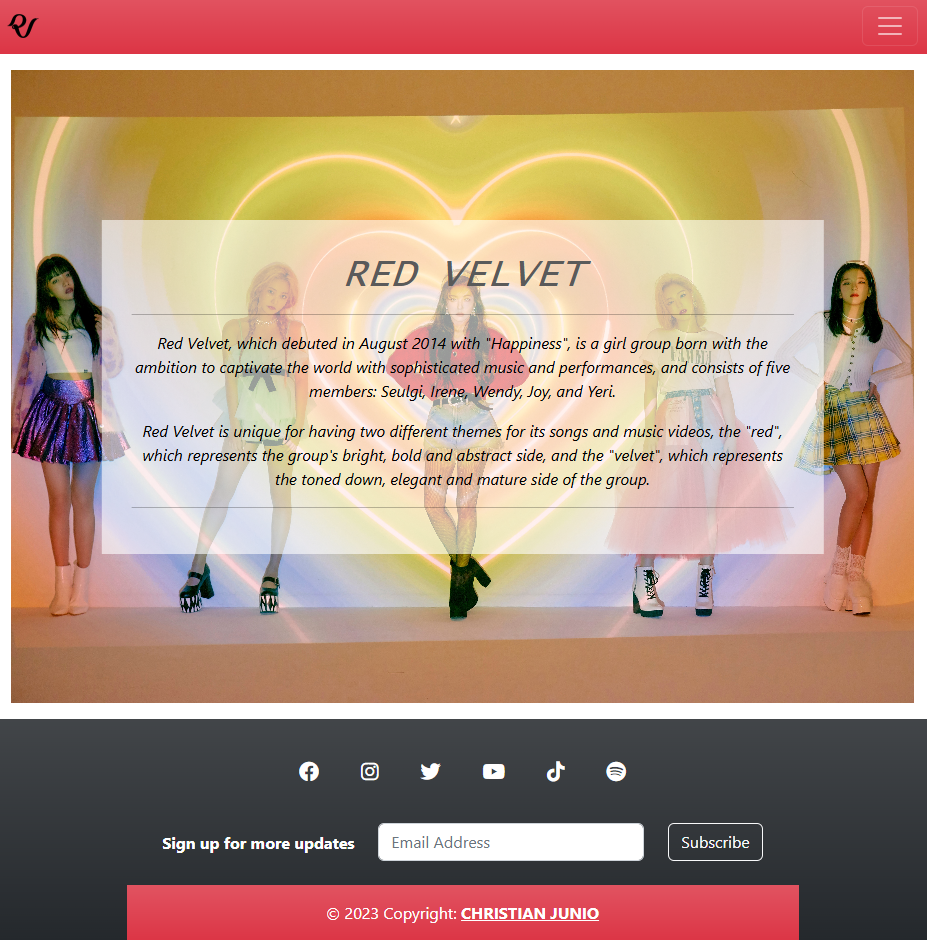 RV
RED VELVET
Red Velvet, which debuted in August 2014 with "Happiness", is a girl group born with the
ambition to captivate the world with sophisticated music and performances, and consists of five
members: Seulgi, Irene, Wendy, Joy, and Yeri.
Red Velvet is unique for having two different themes for its songs and music videos, the "red",
which represents the group's bright, bold and abstract side, and the "velvet", which represents
the toned down, elegant and mature side of the group.
Sign up for more updates Email Address Subscribe
© 2023 Copyright: CHRISTIAN JUNIO